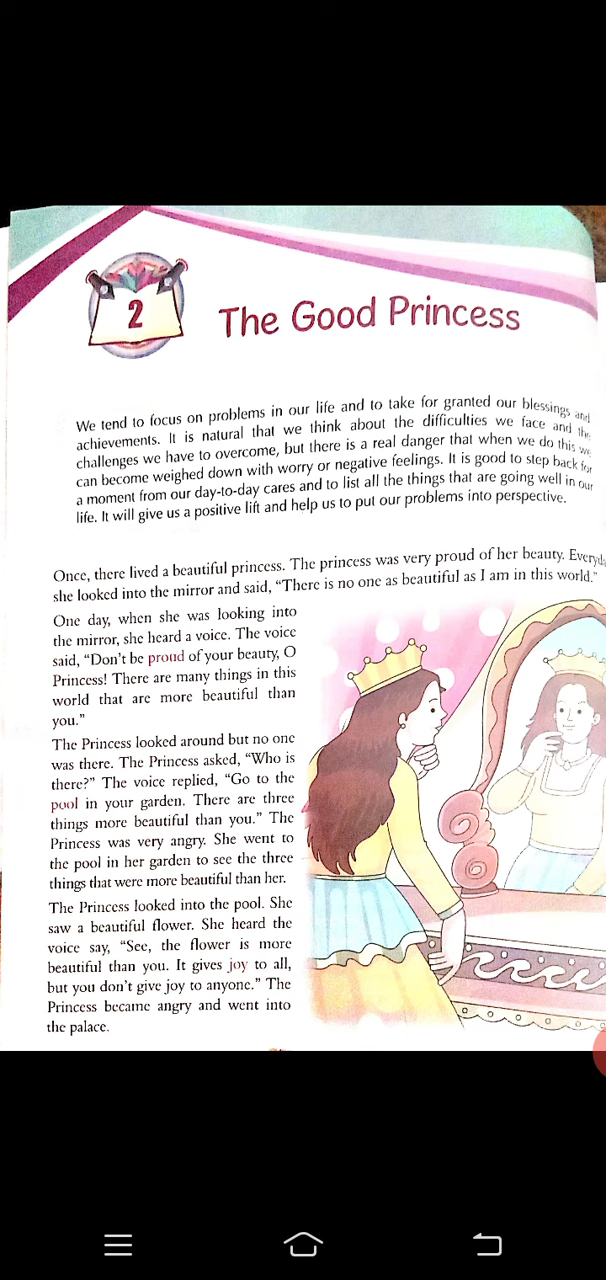 2
The Good Princess
We tend to focus on problems in our life and to take for granted our blessings and
achievements. It is natural that we think about the difficulties we face and the
challenges we have to overcome, but there is a real danger that when we do this we
can become weighed down with worry or negative feelings. It is good to step back for
a moment from our day-to-day cares and to list all the things that are going well in our
life. It will give us a positive lift and help us to put our problems into perspective.
Once, there lived a beautiful princess. The princess was very proud of her beauty.
she looked into the mirror and said, “There is no one as beautiful as I am in this world.”
One day, when she was looking into
the mirror, she heard a voice. The voice
said, “Don’t be proud of your beauty, O
Princess! There are many things in this
world that are more beautiful than
you.”
The Princess looked around but no one
was there. The Princess asked, “Who is
there?” The voice replied, “Go to the
pool in your garden. There are three
things more beautiful than you.” The
Princess was very angry. She went to
the pool in her garden to see the three
things that were more beautiful than her.
The Princess looked into the pool. She
saw a beautiful flower. She heard the
voice say, “See, the flower is more
beautiful than you. It gives joy to all,
but you don’t give joy to anyone.” The
Princess became angry and went into
the palace.